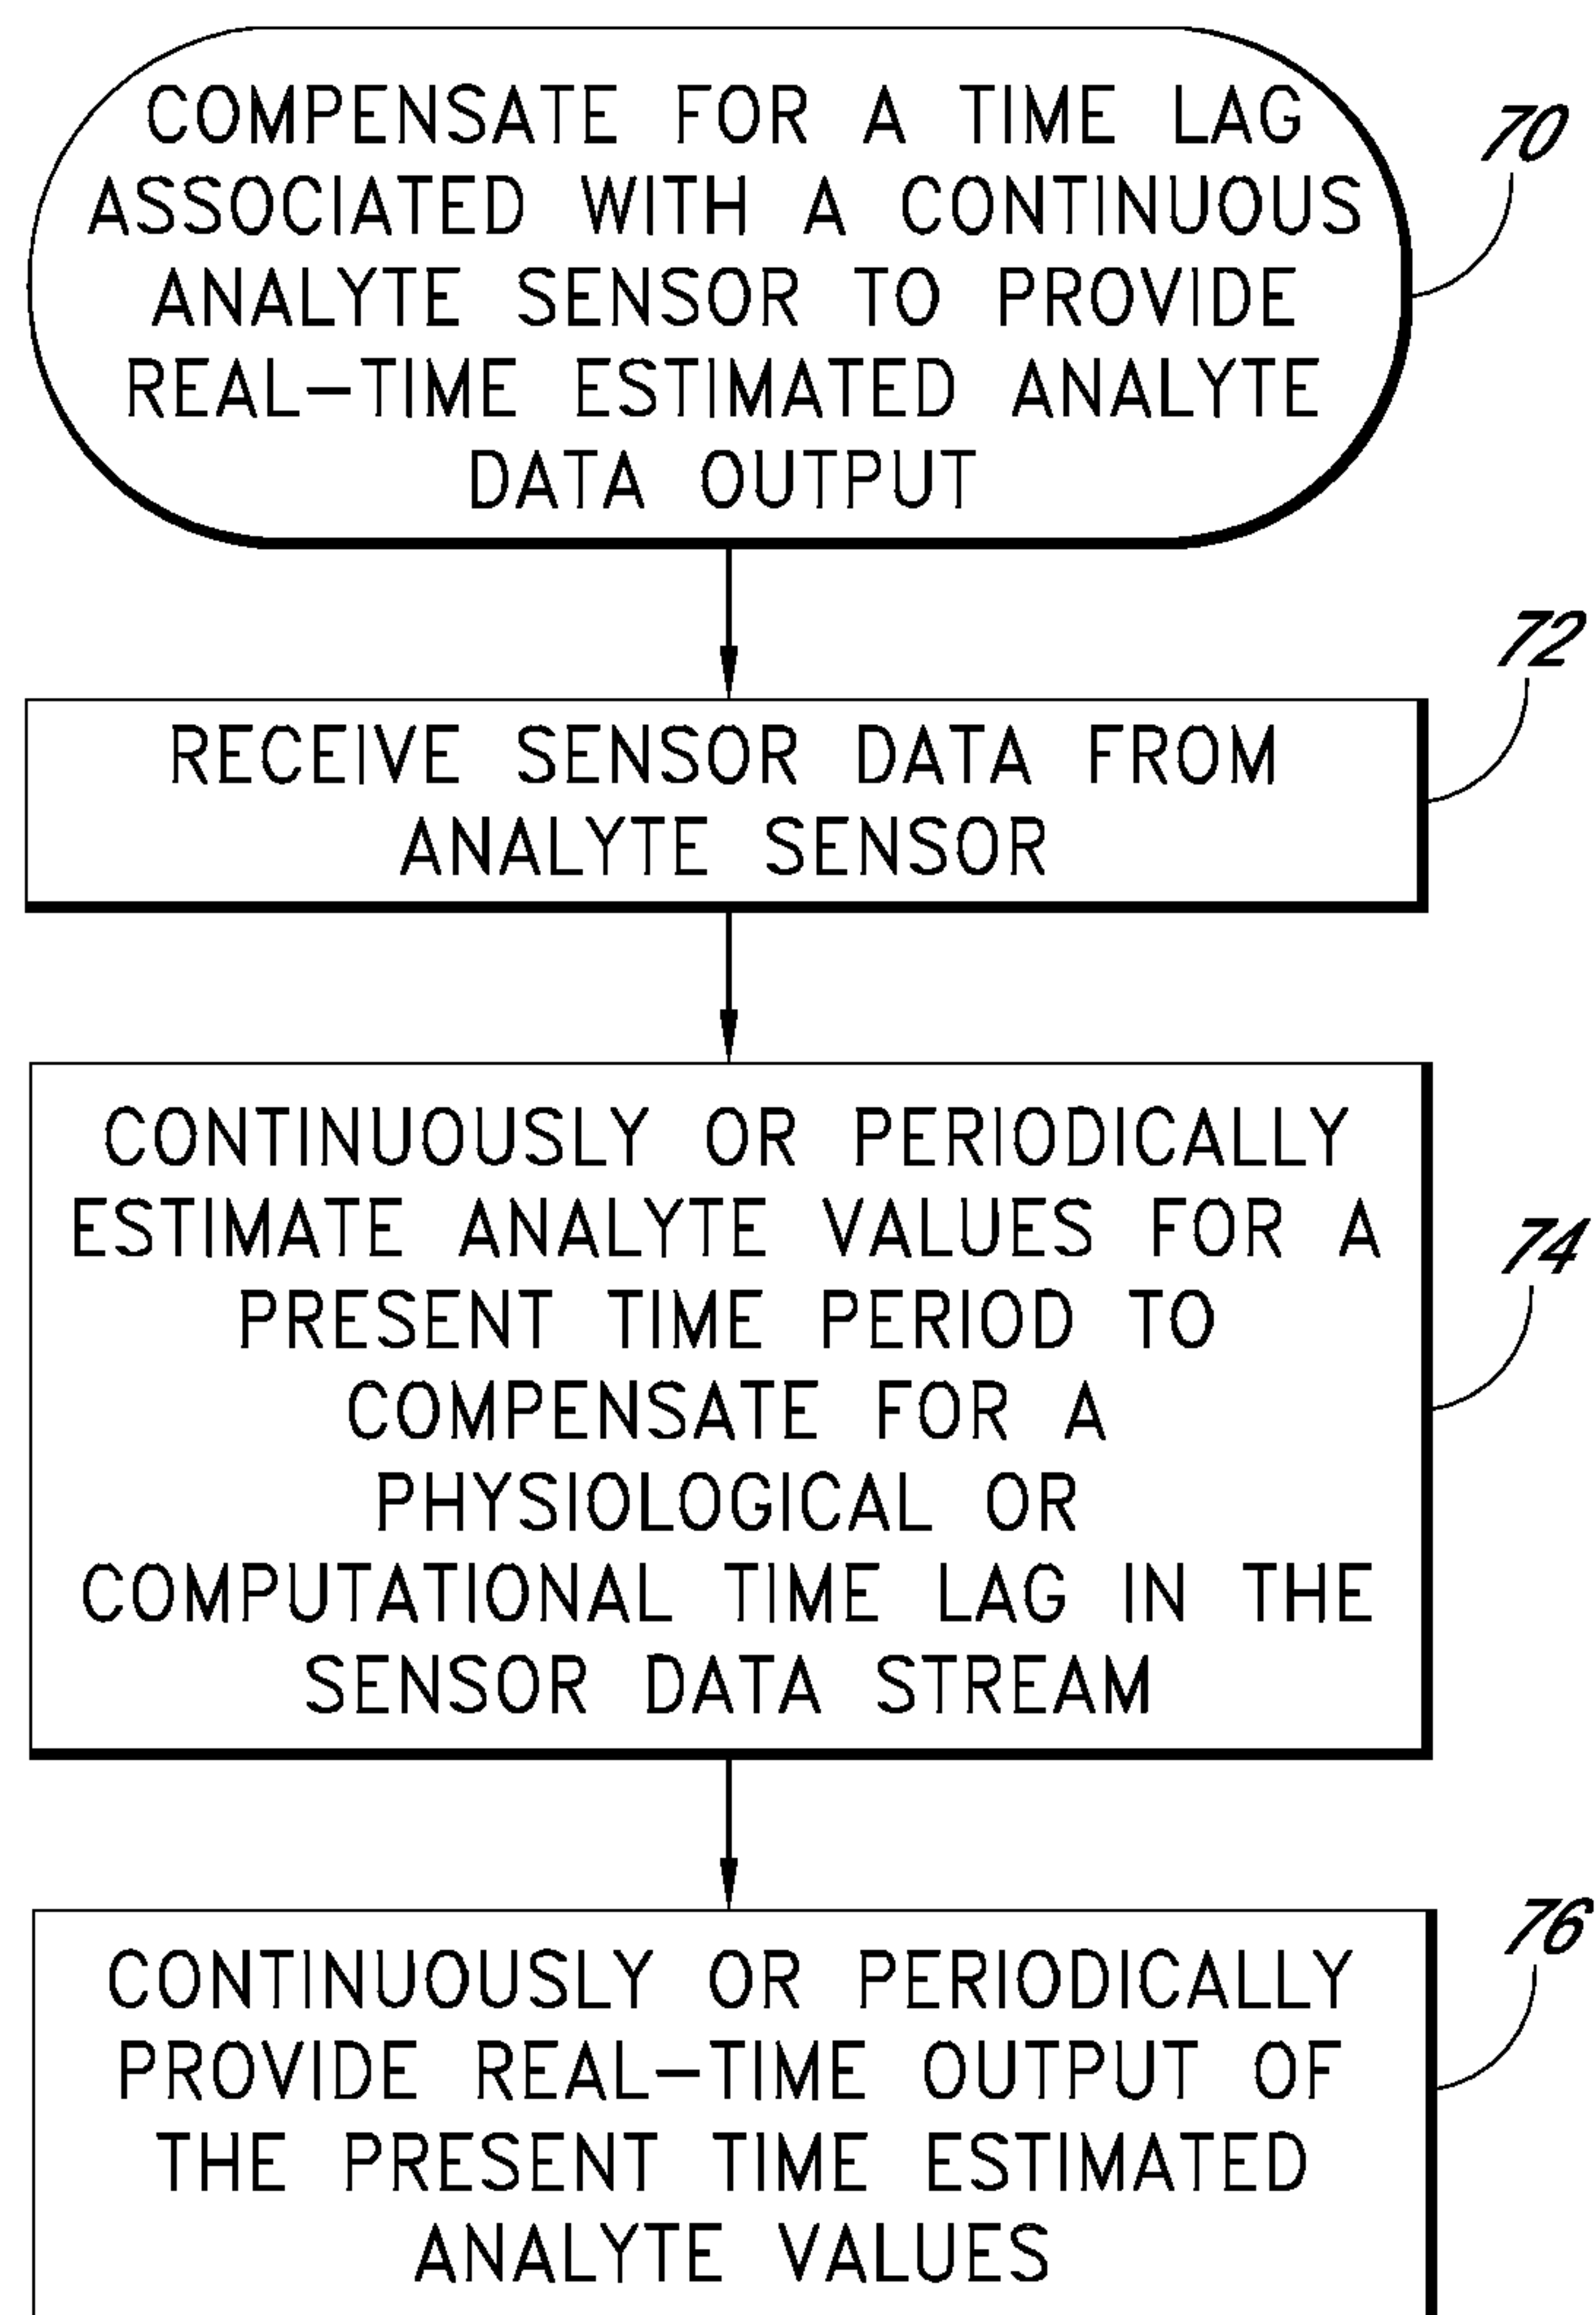 COMPENSATE FOR A TIME LAG
ASSOCIATED WITH A CONTINUOUS
ANALYTE SENSOR TO PROVIDE
REAL-TIME ESTIMATED ANALYTE
DATA OUTPUT
70
RECEIVE SENSOR DATA FROM
ANALYTE SENSOR
72
CONTINUOUSLY OR PERIODICALLY
ESTIMATE ANALYTE VALUES FOR A
PRESENT TIME PERIOD TO
COMPENSATE FOR A
PHYSIOLOGICAL OR
COMPUTATIONAL TIME LAG IN THE
SENSOR DATA STREAM
74
CONTINUOUSLY OR PERIODICALLY
PROVIDE REAL-TIME OUTPUT OF
THE PRESENT TIME ESTIMATED
ANALYTE VALUES
76